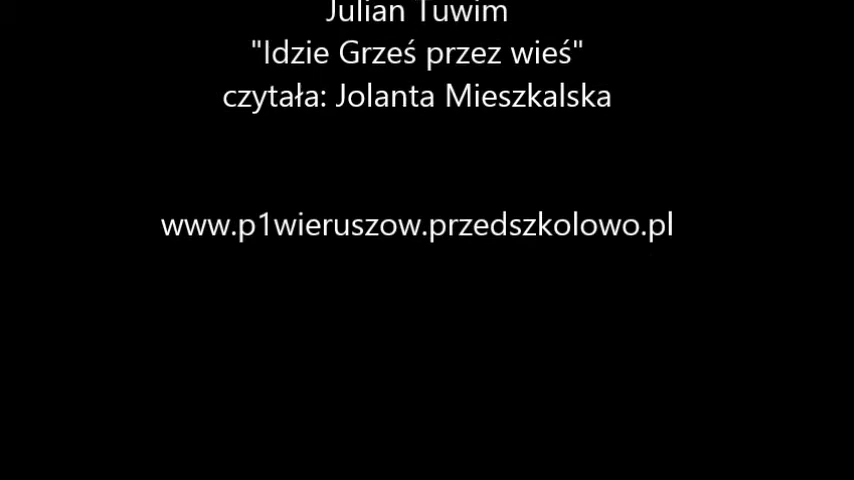 Julian Tuwim
"Idzie Grześ przez wieś"
czytała: Jolanta Mieszkalska
www.p1wieruszow.przedszkolowo.pl